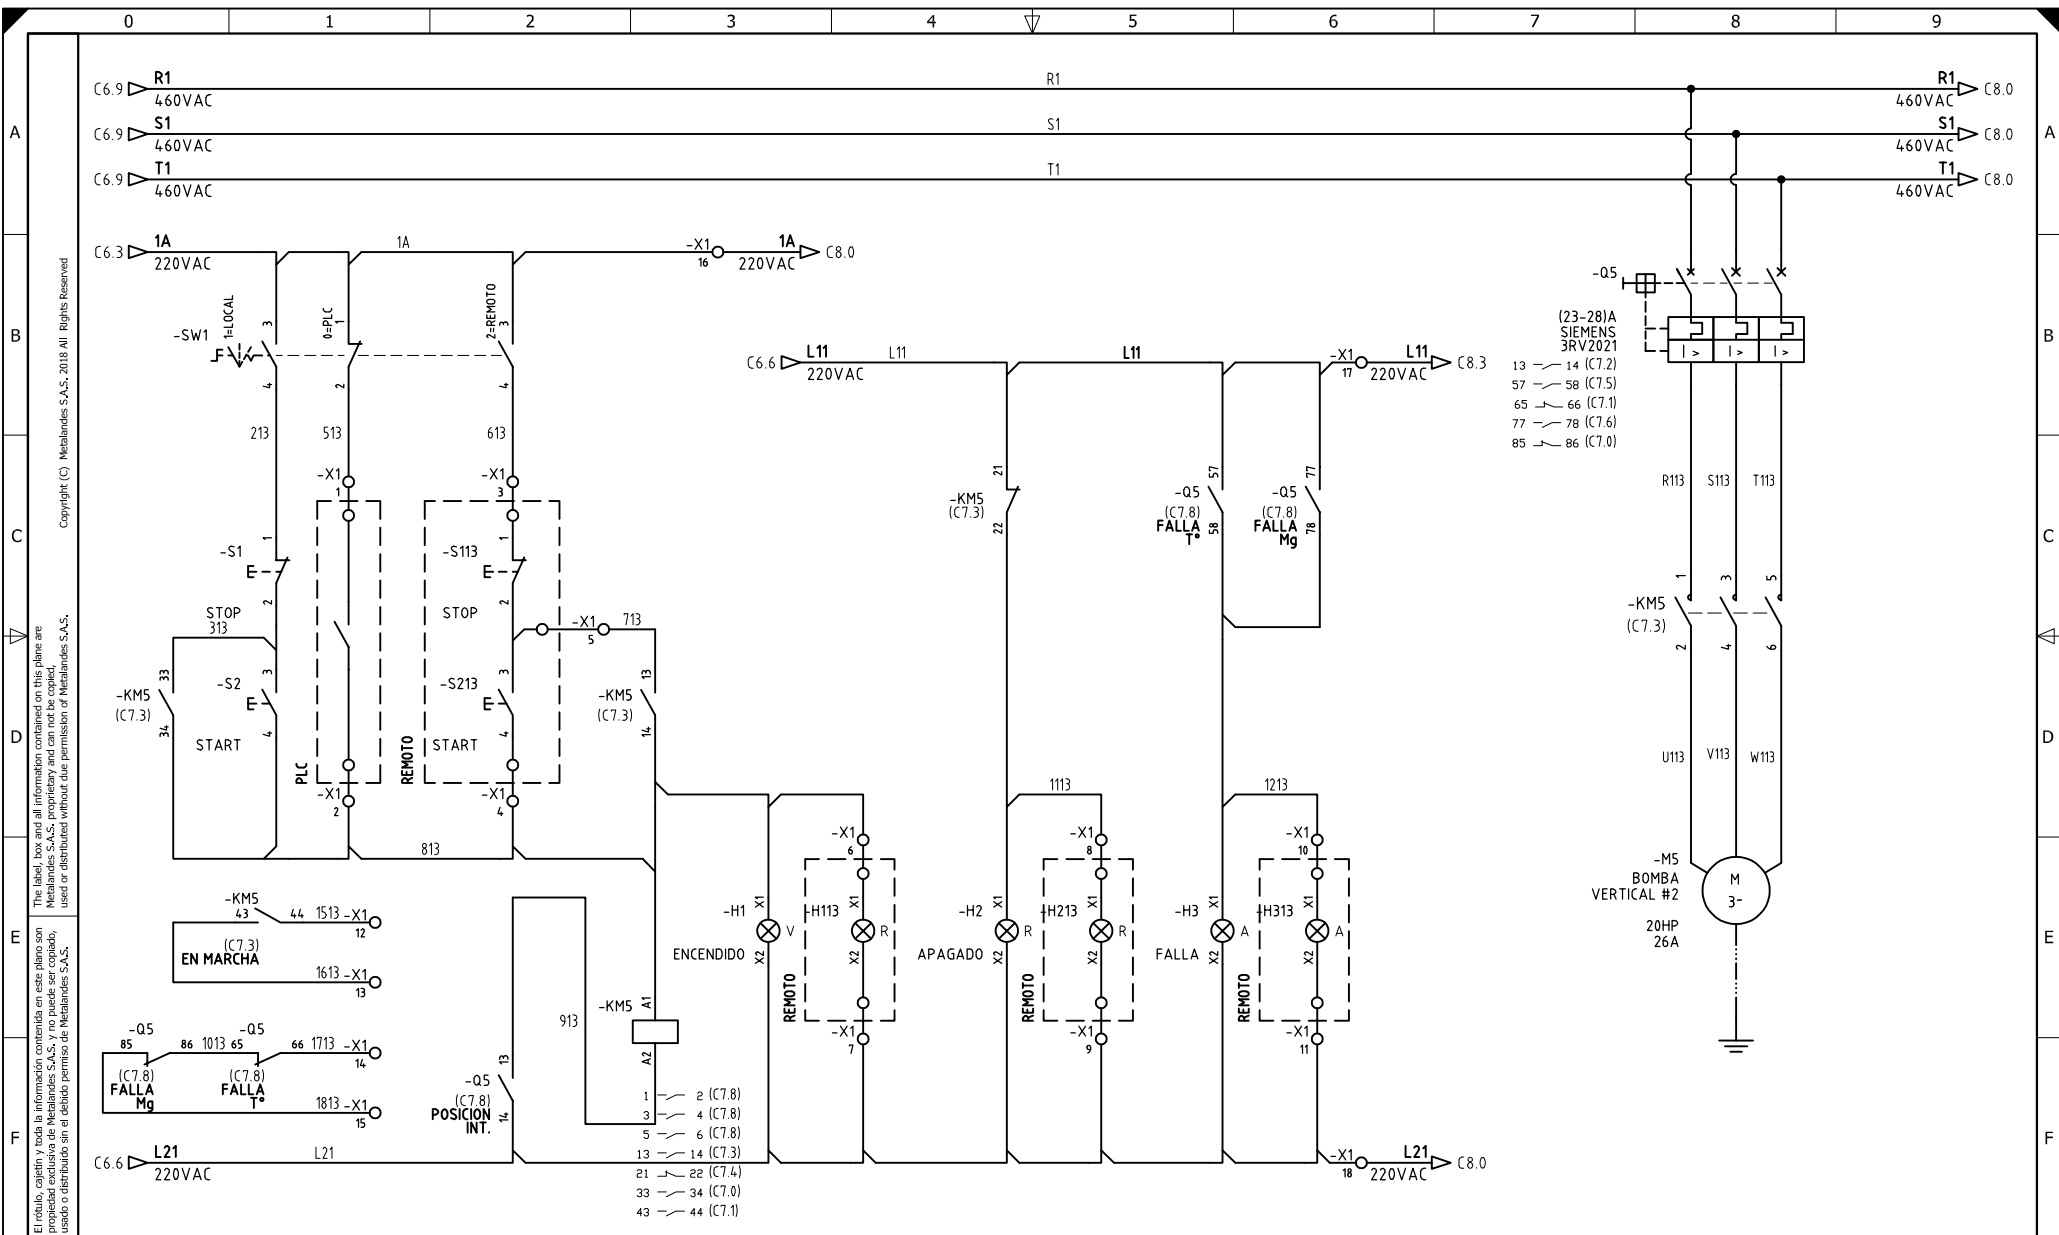 0 1 2 3 4 5 6 7 8 9
A
B
C
D
E
F
A
B
C
D
E
F
Copyright (C) Metalandes S.A.S. 2018 All Rights Reserved
The label, box and all information contained on this plane are
Metalandes S.A.S. proprietary and can not be copied,
used or distributed without due permission of Metalandes S.A.S.
El rótulo, cajetín y toda la información contenida en este plano son
propiedad exclusiva de Metalandes S.A.S. y no puede ser copiado,
usado o distribuido sin el debido permiso de Metalandes S.A.S.
C6.9 R1 R1 R1 C8.0
460VAC 460VAC
C6.9 S1 S1 S1 C8.0
460VAC 460VAC
C6.9 T1 T1 T1 C8.0
460VAC 460VAC
C6.3 1A 1A -X1 1A C8.0
220VAC 16 220VAC
-SW1
1=LOCAL
3
4
0=PLC
1
2
2=REMOTO
3
4
213 513 613
-X1
1
-X1
3
-S1
1
2
STOP
313
-S113
1
2
STOP
-X1 713
5
-KM5
(C7.3)
33
34
-S2
3
4
START
PLC
-X1
2
-S213
3
4
START
REMOTO
-X1
4
-KM5
(C7.3)
13
14
813
-KM5
43 44 1513 -X1
12
(C7.3)
EN MARCHA
1613 -X1
13
-Q5 -Q5
85 86 1013 65 66 1713 -X1
14
(C7.8) (C7.8)
FALLA FALLA
Mg T°
1813 -X1
15
C6.6 L21 L21
220VAC
-Q5
(C7.8)
POSICION
INT.
13
14
913
-KM5
A1
A2
1 2 (C7.8)
3 4 (C7.8)
5 6 (C7.8)
13 14 (C7.3)
21 22 (C7.4)
33 34 (C7.0)
43 44 (C7.1)
-H1 V
X1
X2
ENCENDIDO
-X1
6
-H113 R
X1
X2
REMOTO
-X1
7
C6.6 L11 L11 L11 -X1 L11 C8.3
220VAC 17 220VAC
-KM5
(C7.3)
21
22
-Q5
(C7.8)
FALLA
T°
57
58
-Q5
(C7.8)
FALLA
Mg
77
78
1113
1213
-H2 R
X1
X2
APAGADO
-X1
8
-H213 R
X1
X2
REMOTO
-X1
9
-H3 A
X1
X2
FALLA
-X1
10
-H313 A
X1
X2
REMOTO
-X1
11
-X1 L21 C8.0
18 220VAC
-Q5
(23-28)A
SIEMENS
3RV2021
I > I > I >
13 14 (C7.2)
57 58 (C7.5)
65 66 (C7.1)
77 78 (C7.6)
85 86 (C7.0)
R113 S113 T113
-KM5
(C7.3)
1 3 5
2 4 6
U113 V113 W113
-M5
BOMBA
VERTICAL #2
20HP
26A
M
3~